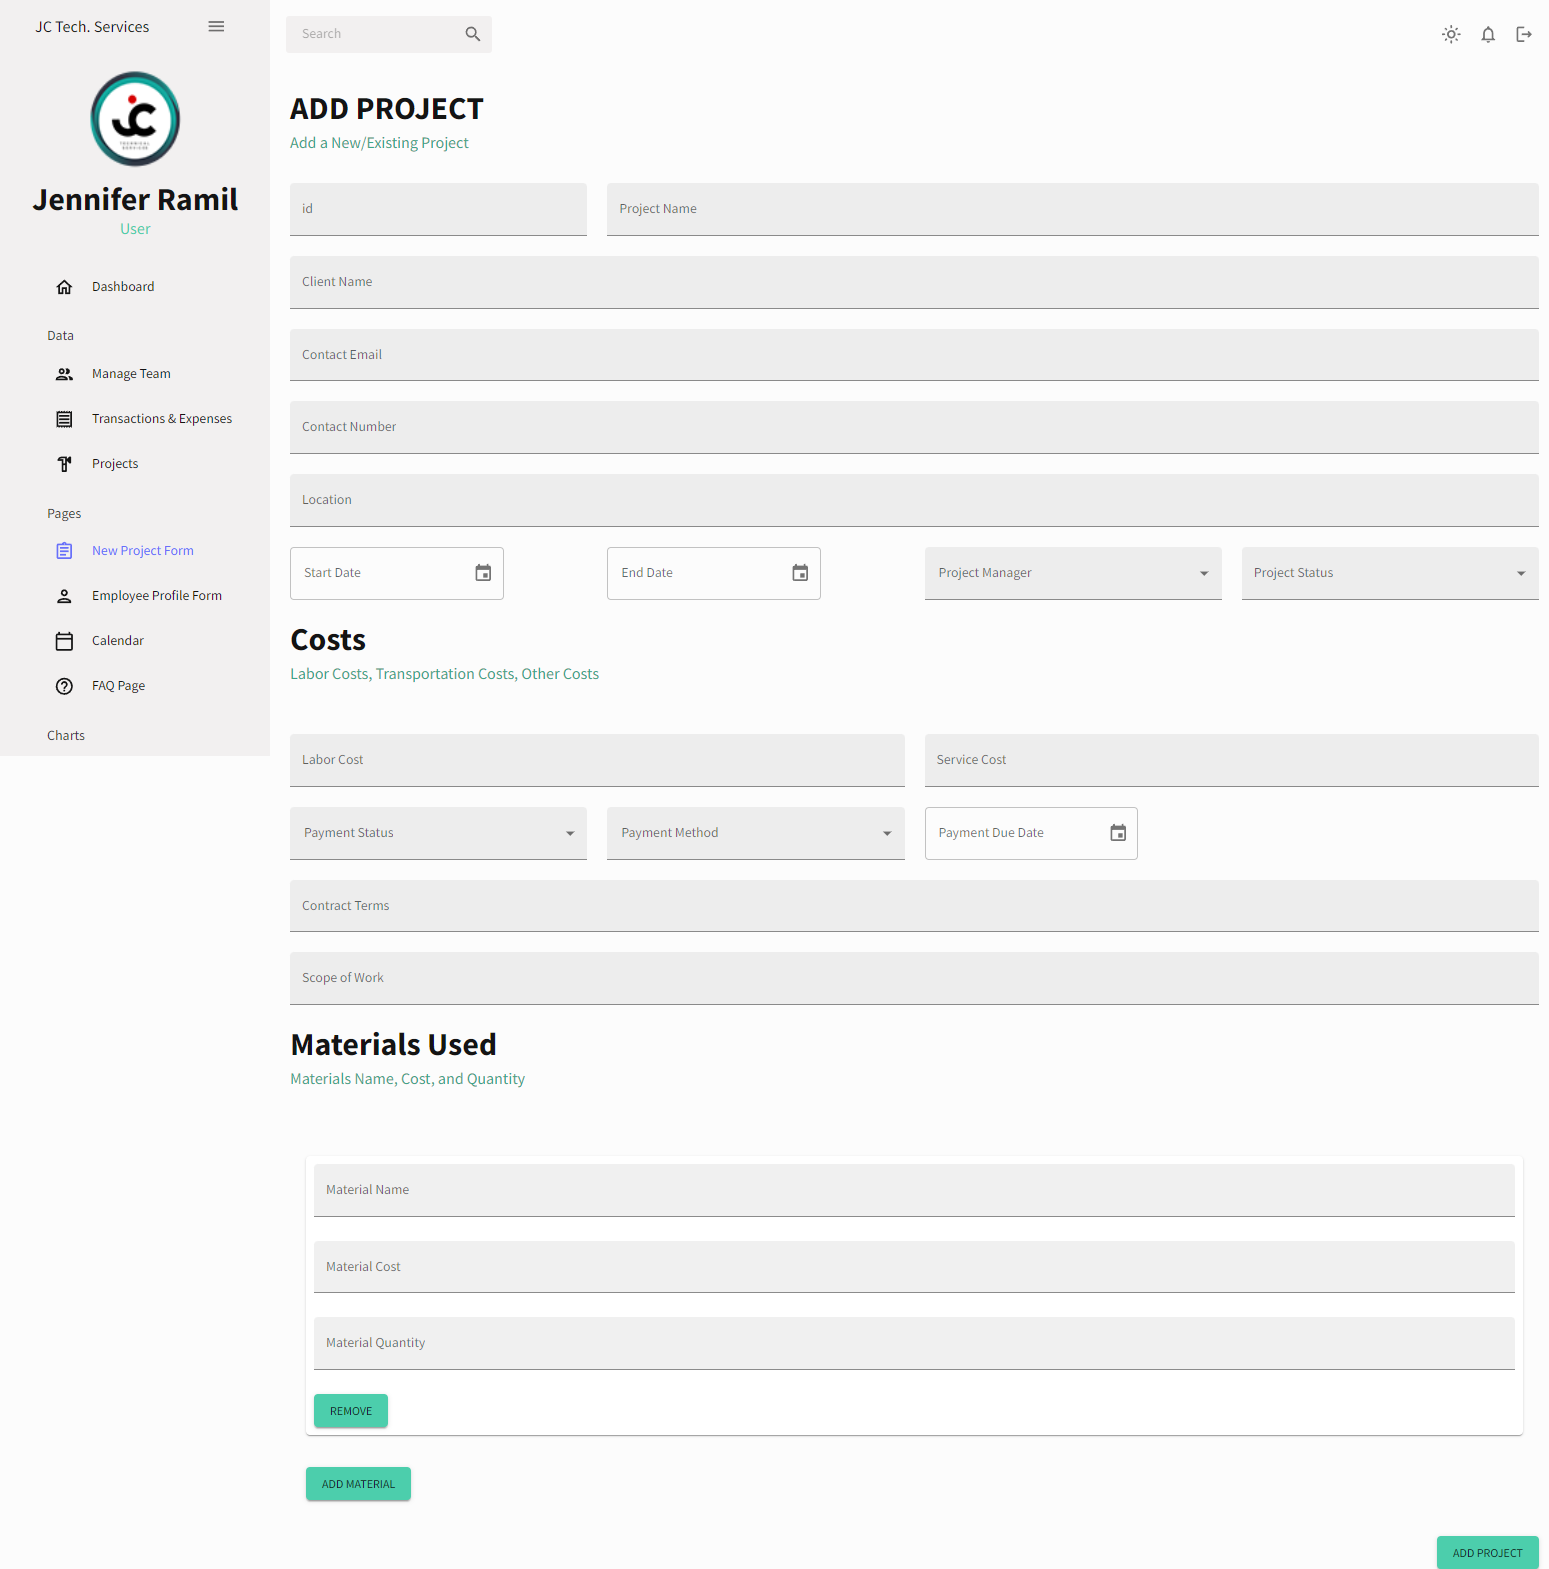 JC Tech. Services
JC
TECHNICAL
SERVICES
Jennifer Ramil
User
Dashboard
Data
Manage Team
Transactions & Expenses
Projects
Pages
New Project Form
Employee Profile Form
Calendar
FAQ Page
Charts
Search
ADD PROJECT
Add a New/Existing Project
id
Project Name
Client Name
Contact Email
Contact Number
Location
Start Date
End Date
Project Manager
Project Status
Costs
Labor Costs, Transportation Costs, Other Costs
Labor Cost
Service Cost
Payment Status
Payment Method
Payment Due Date
Contract Terms
Scope of Work
Materials Used
Materials Name, Cost, and Quantity
Material Name
Material Cost
Material Quantity
REMOVE
ADD MATERIAL
ADD PROJECT